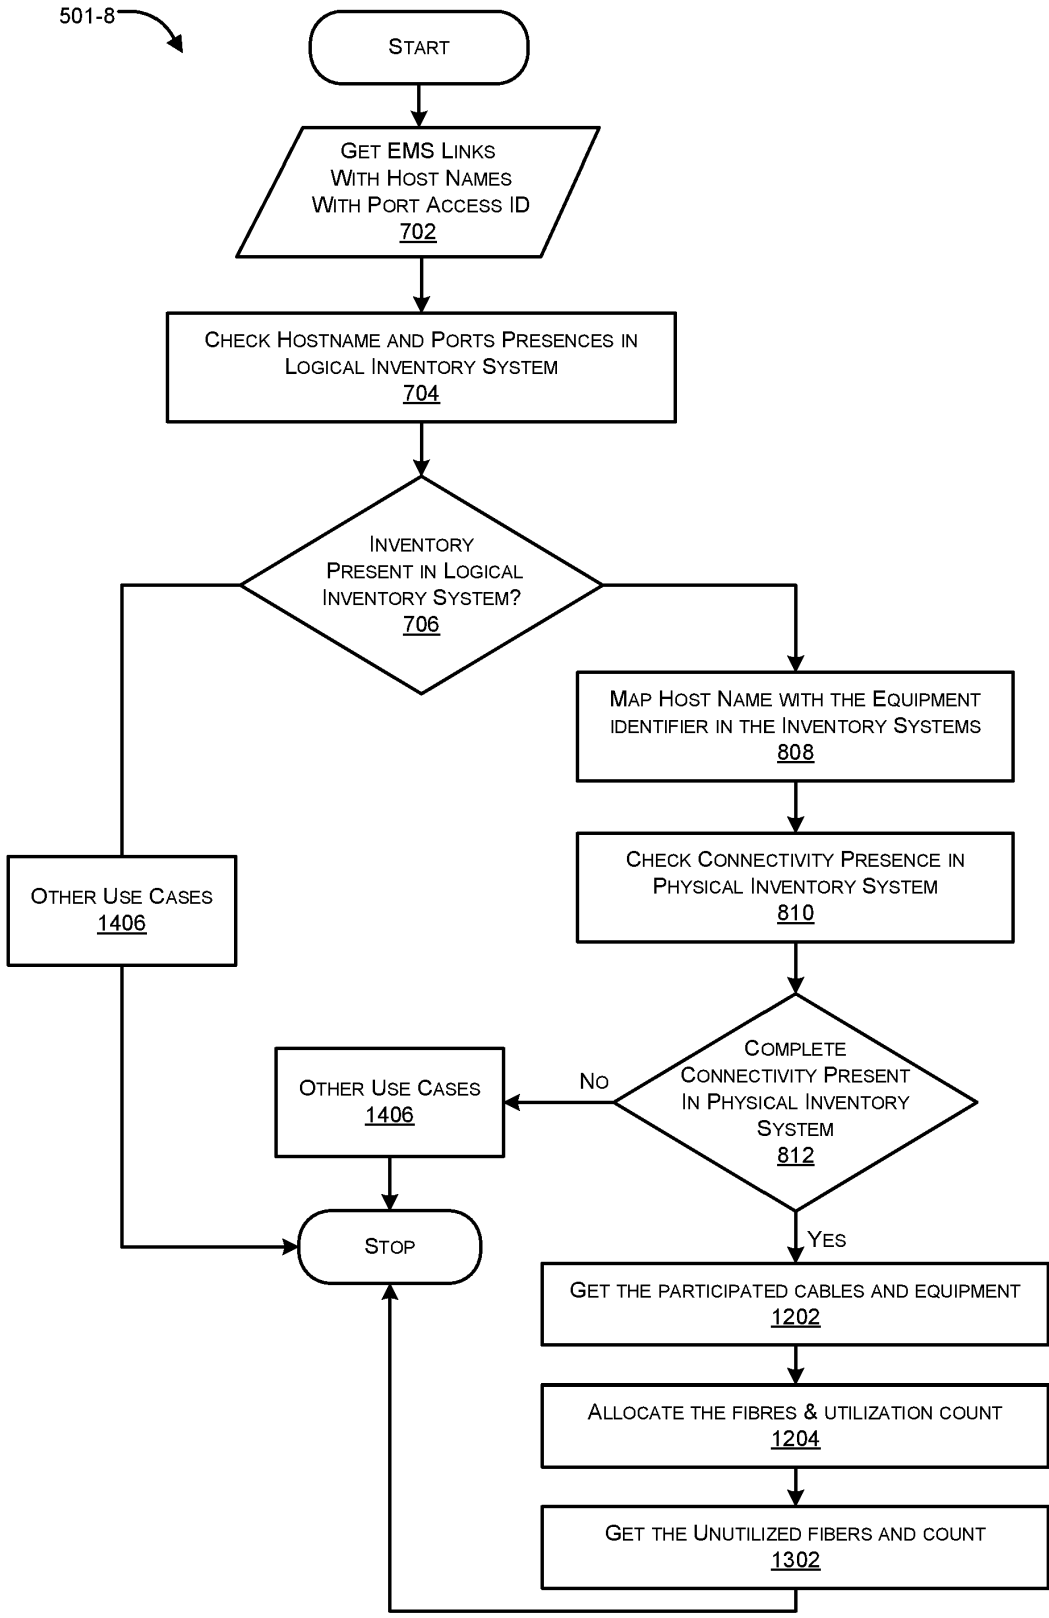 501-8
START
GET EMS LINKS
WITH HOST NAMES
WITH PORT ACCESS ID
702
CHECK HOSTNAME AND PORTS PRESENCES IN
LOGICAL INVENTORY SYSTEM
704
INVENTORY
PRESENT IN LOGICAL
INVENTORY SYSTEM?
706
MAP HOST NAME WITH THE EQUIPMENT
IDENTIFIER IN THE INVENTORY SYSTEMS
808
CHECK CONNECTIVITY PRESENCE IN
PHYSICAL INVENTORY SYSTEM
810
OTHER USE CASES
1406
COMPLETE
CONNECTIVITY PRESENT
IN PHYSICAL INVENTORY
SYSTEM
812
NO
OTHER USE CASES
1406
STOP
YES
GET THE PARTICIPATED CABLES AND EQUIPMENT
1202
ALLOCATE THE FIBRES & UTILIZATION COUNT
1204
GET THE UNUTILIZED FIBERS AND COUNT
1302